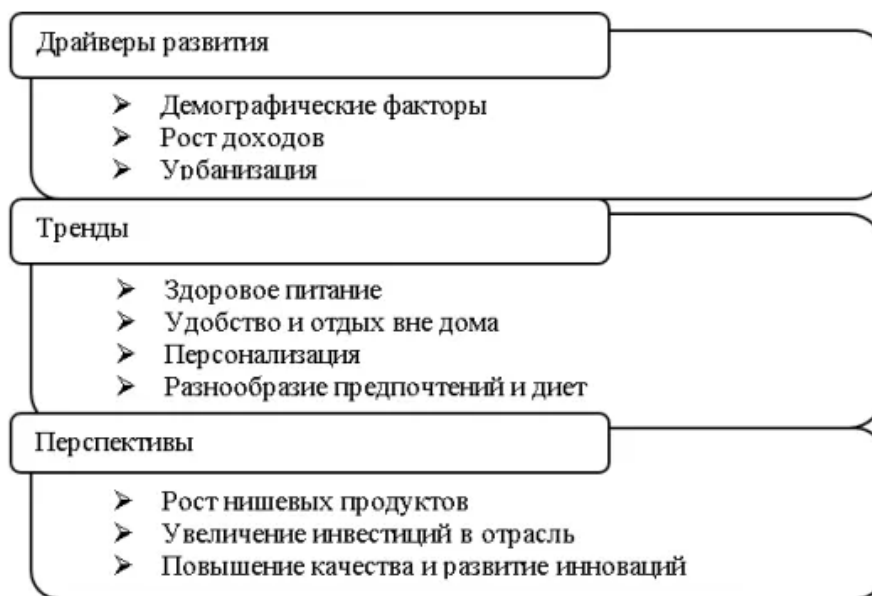 Драйверы развития
Демографические факторы
Рост доходов
Урбанизация
Тренды
Здоровое питание
Удобство и отдых вне дома
Персонализация
Разнообразие предпочтений и диет
Перспективы
Рост нишевых продуктов
Увеличение инвестиций в отрасль
Повышение качества и развитие инноваций